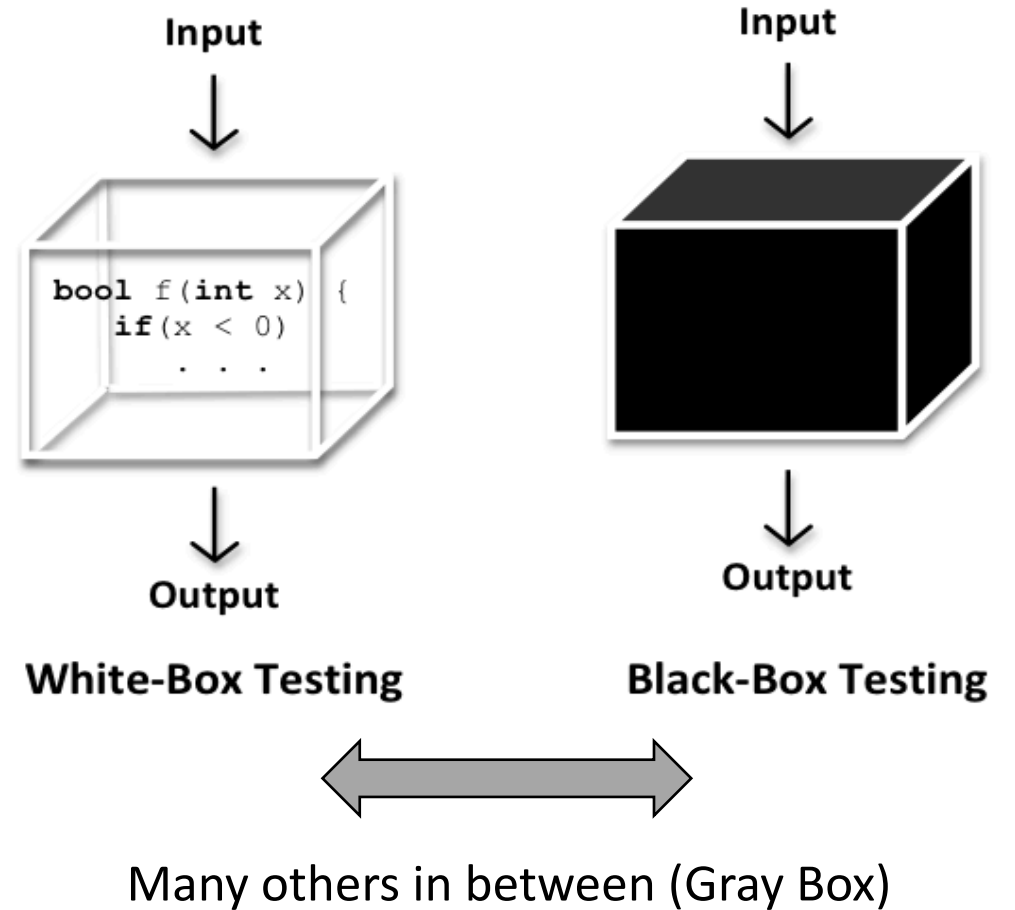 Input
bool f(int x) {
if(x < 0)
. . .
Output
White-Box Testing
Input
Output
Black-Box Testing
Many others in between (Gray Box)